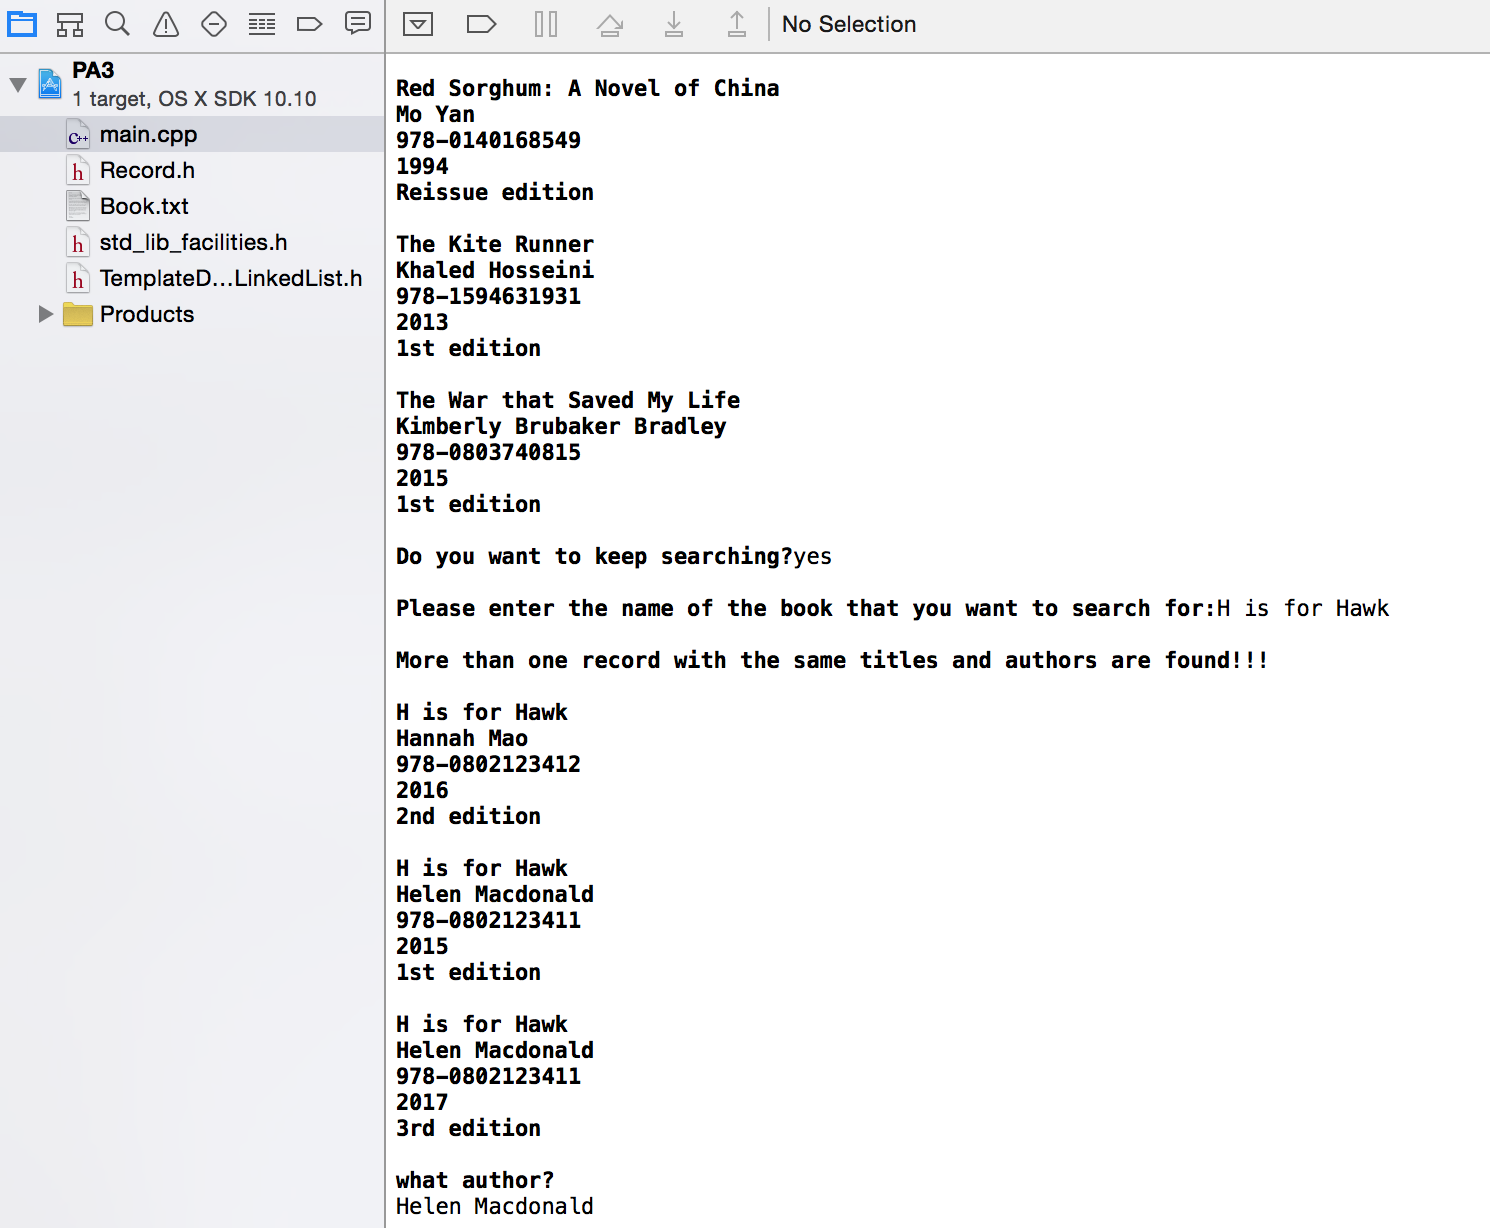 No Selection
PA3
1 target, OS X SDK 10.10
main.cpp
Record.h
Book.txt
std_lib_facilities.h
TemplateD...LinkedList.h
Products
Red Sorghum: A Novel of China
Mo Yan
978-0140168549
1994
Reissue edition
The Kite Runner
Khaled Hosseini
978-1594631931
2013
1st edition
The War that Saved My Life
Kimberly Brubaker Bradley
978-0803740815
2015
1st edition
Do you want to keep searching?yes
Please enter the name of the book that you want to search for:H is for Hawk
More than one record with the same titles and authors are found!!!
H is for Hawk
Hannah Mao
978-0802123412
2016
2nd edition
H is for Hawk
Helen Macdonald
978-0802123411
2015
1st edition
H is for Hawk
Helen Macdonald
978-0802123411
2017
3rd edition
what author?
Helen Macdonald